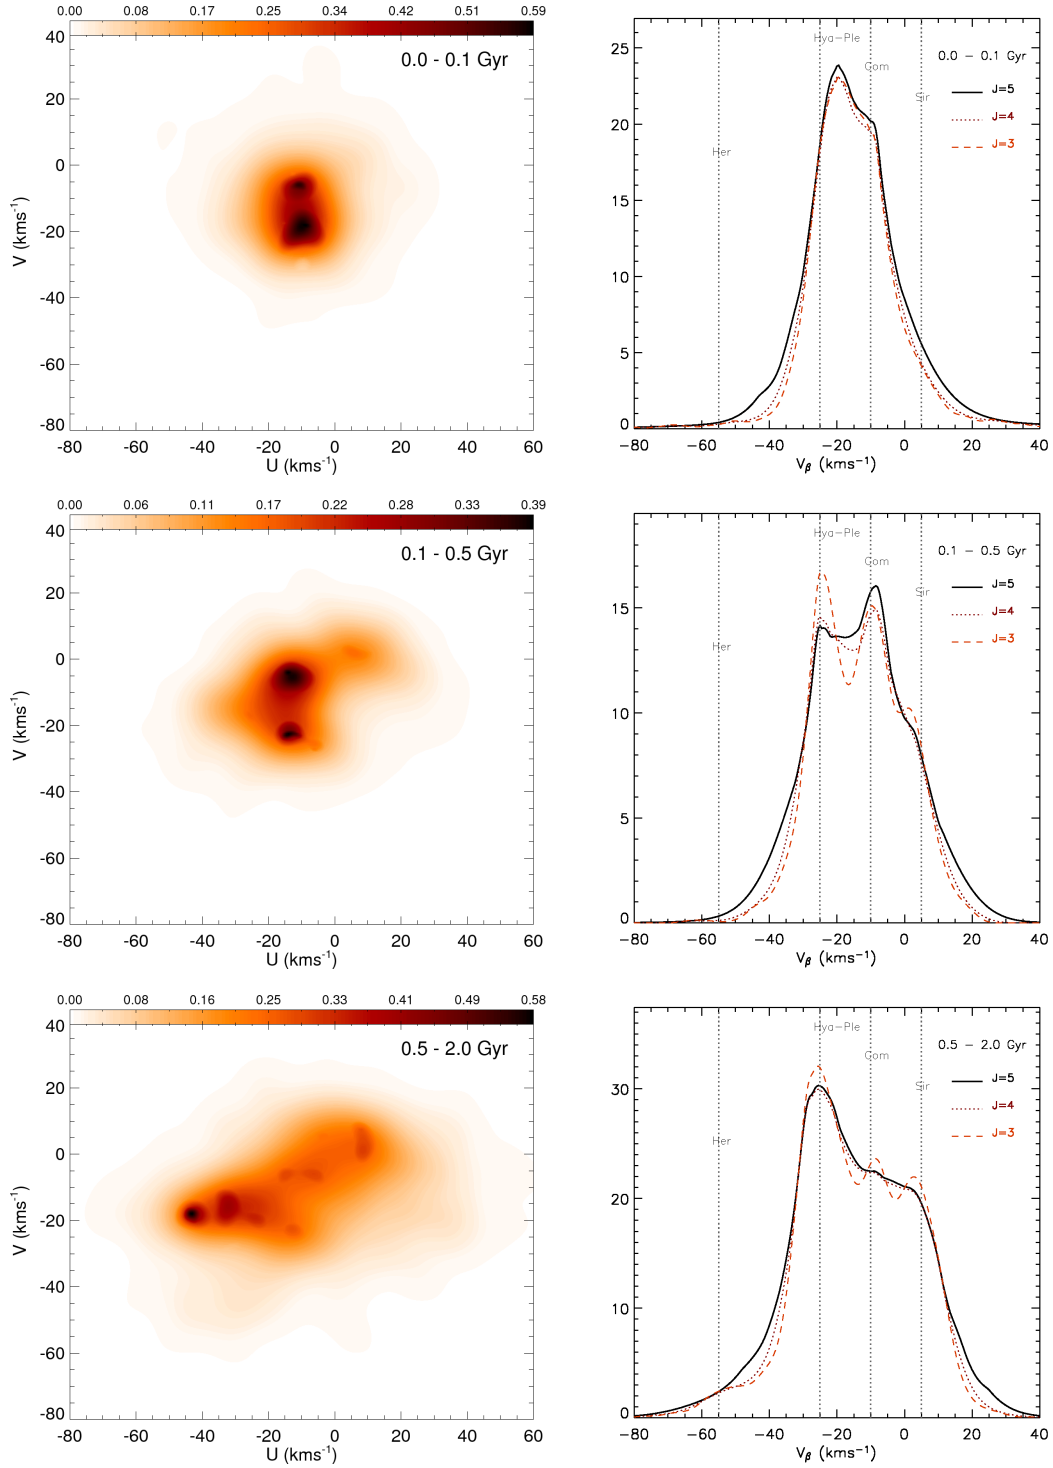 0.00 0.08 0.17 0.25 0.34 0.42 0.51 0.59
0.0 - 0.1 Gyr
40
20
0
-20
-40
-60
-80
V (kms⁻¹)
-80 -60 -40 -20 0 20 40 60
U (kms⁻¹)
25
20
15
10
5
0
Hya-Ple
Com
Sir
Her
0.0 - 0.1 Gyr
J=5
J=4
J=3
-80 -60 -40 -20 0 20 40
Vᵦ (kms-1)
0.00 0.06 0.11 0.17 0.22 0.28 0.33 0.39
0.1 - 0.5 Gyr
40
20
0
-20
-40
-60
-80
V (kms⁻¹)
-80 -60 -40 -20 0 20 40 60
U (kms⁻¹)
15
10
5
0
Hya-Ple
Com
Sir
Her
0.1 - 0.5 Gyr
J=5
J=4
J=3
-80 -60 -40 -20 0 20 40
Vᵦ (kms-1)
0.00 0.08 0.16 0.25 0.33 0.41 0.49 0.58
0.5 - 2.0 Gyr
40
20
0
-20
-40
-60
-80
V (kms⁻¹)
-80 -60 -40 -20 0 20 40 60
U (kms⁻¹)
30
20
10
0
Hya-Ple
Com
Sir
Her
0.5 - 2.0 Gyr
J=5
J=4
J=3
-80 -60 -40 -20 0 20 40
Vᵦ (kms-1)